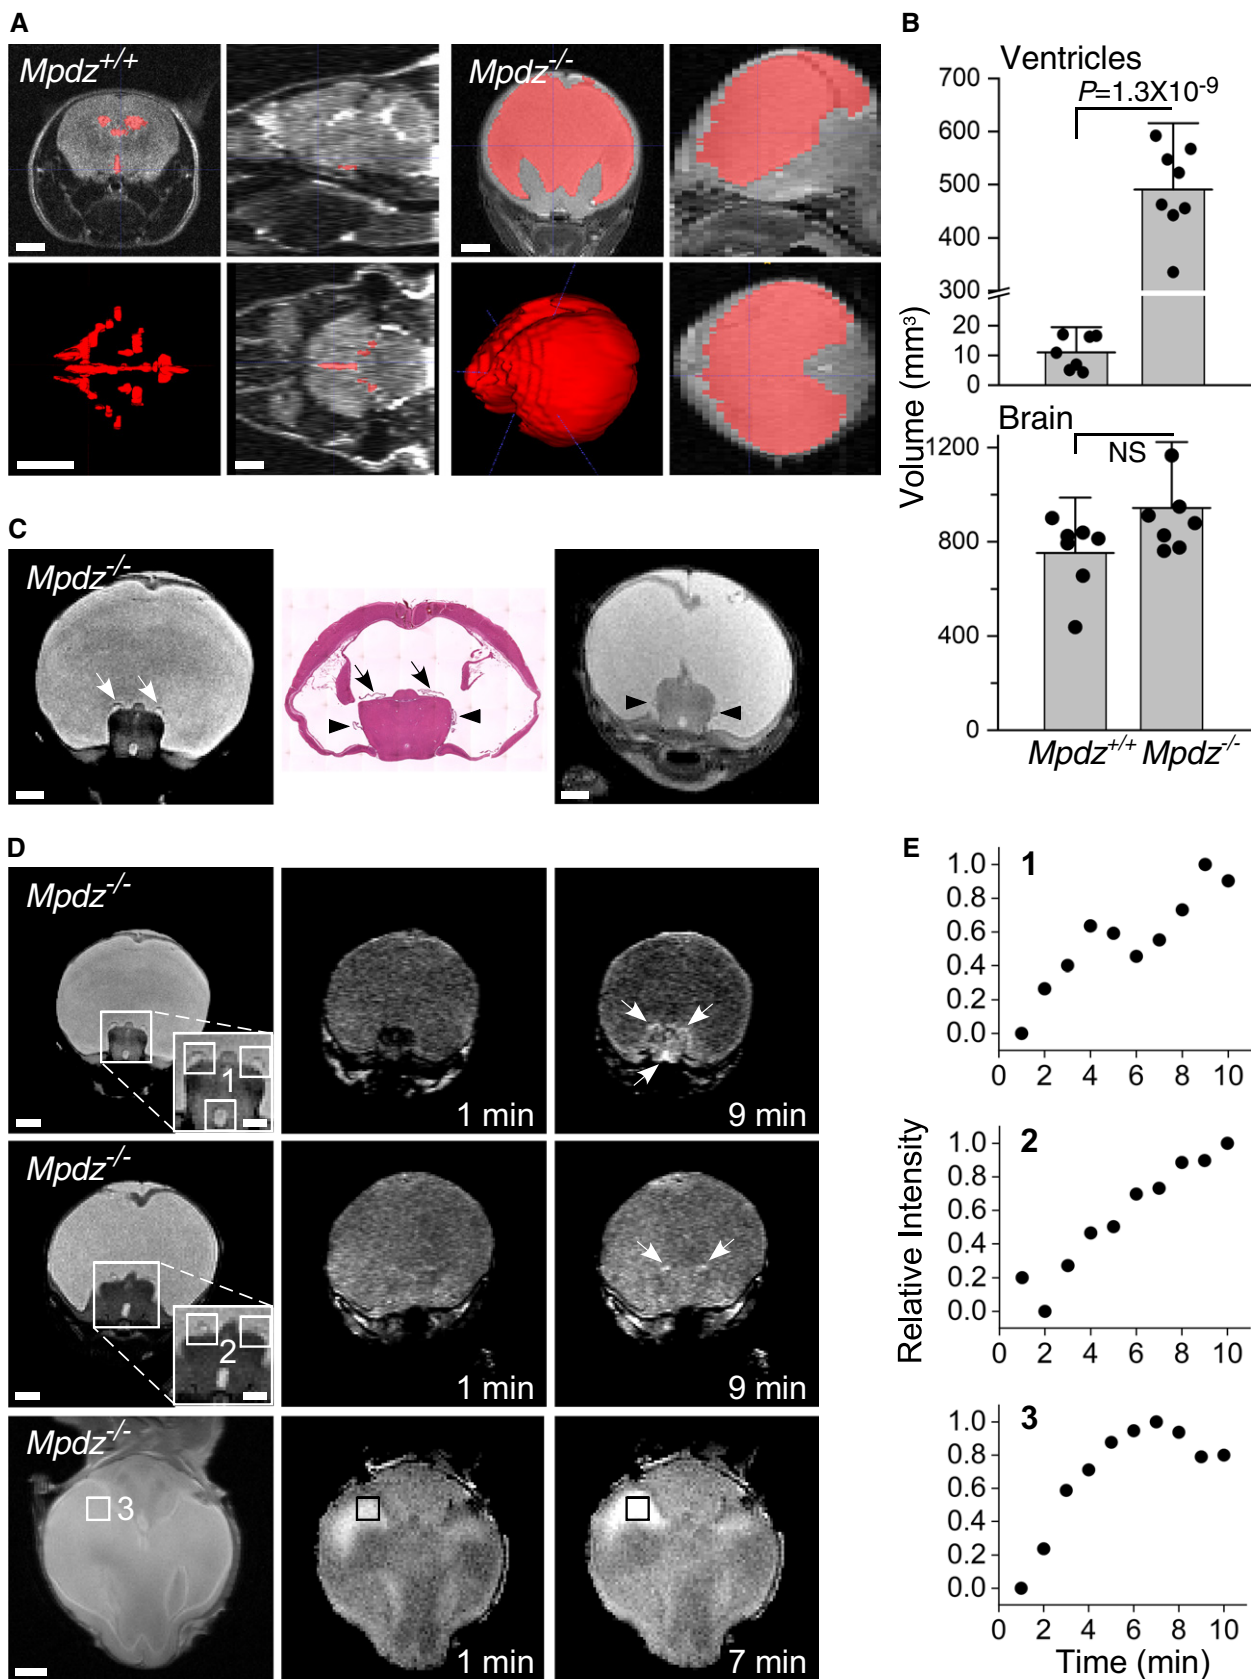 A
Mpdz+/+
Mpdz-/-
B
Ventricles
P=1.3X10-9
700
600
500
400
300
20
10
0
Volume (mm3)
Brain
NS
1200
800
400
0
Mpdz+/+ Mpdz-/-
C
Mpdz-/-
D
Mpdz-/-
1
1 min
9 min
Mpdz-/-
2
1 min
9 min
Mpdz-/-
3
1 min
7 min
E
1
1.0
0.8
0.6
0.4
0.2
0.0
0 2 4 6 8 10
2
1.0
0.8
0.6
0.4
0.2
0.0
0 2 4 6 8 10
Relative Intensity
3
1.0
0.8
0.6
0.4
0.2
0.0
0 2 4 6 8 10
Time (min)